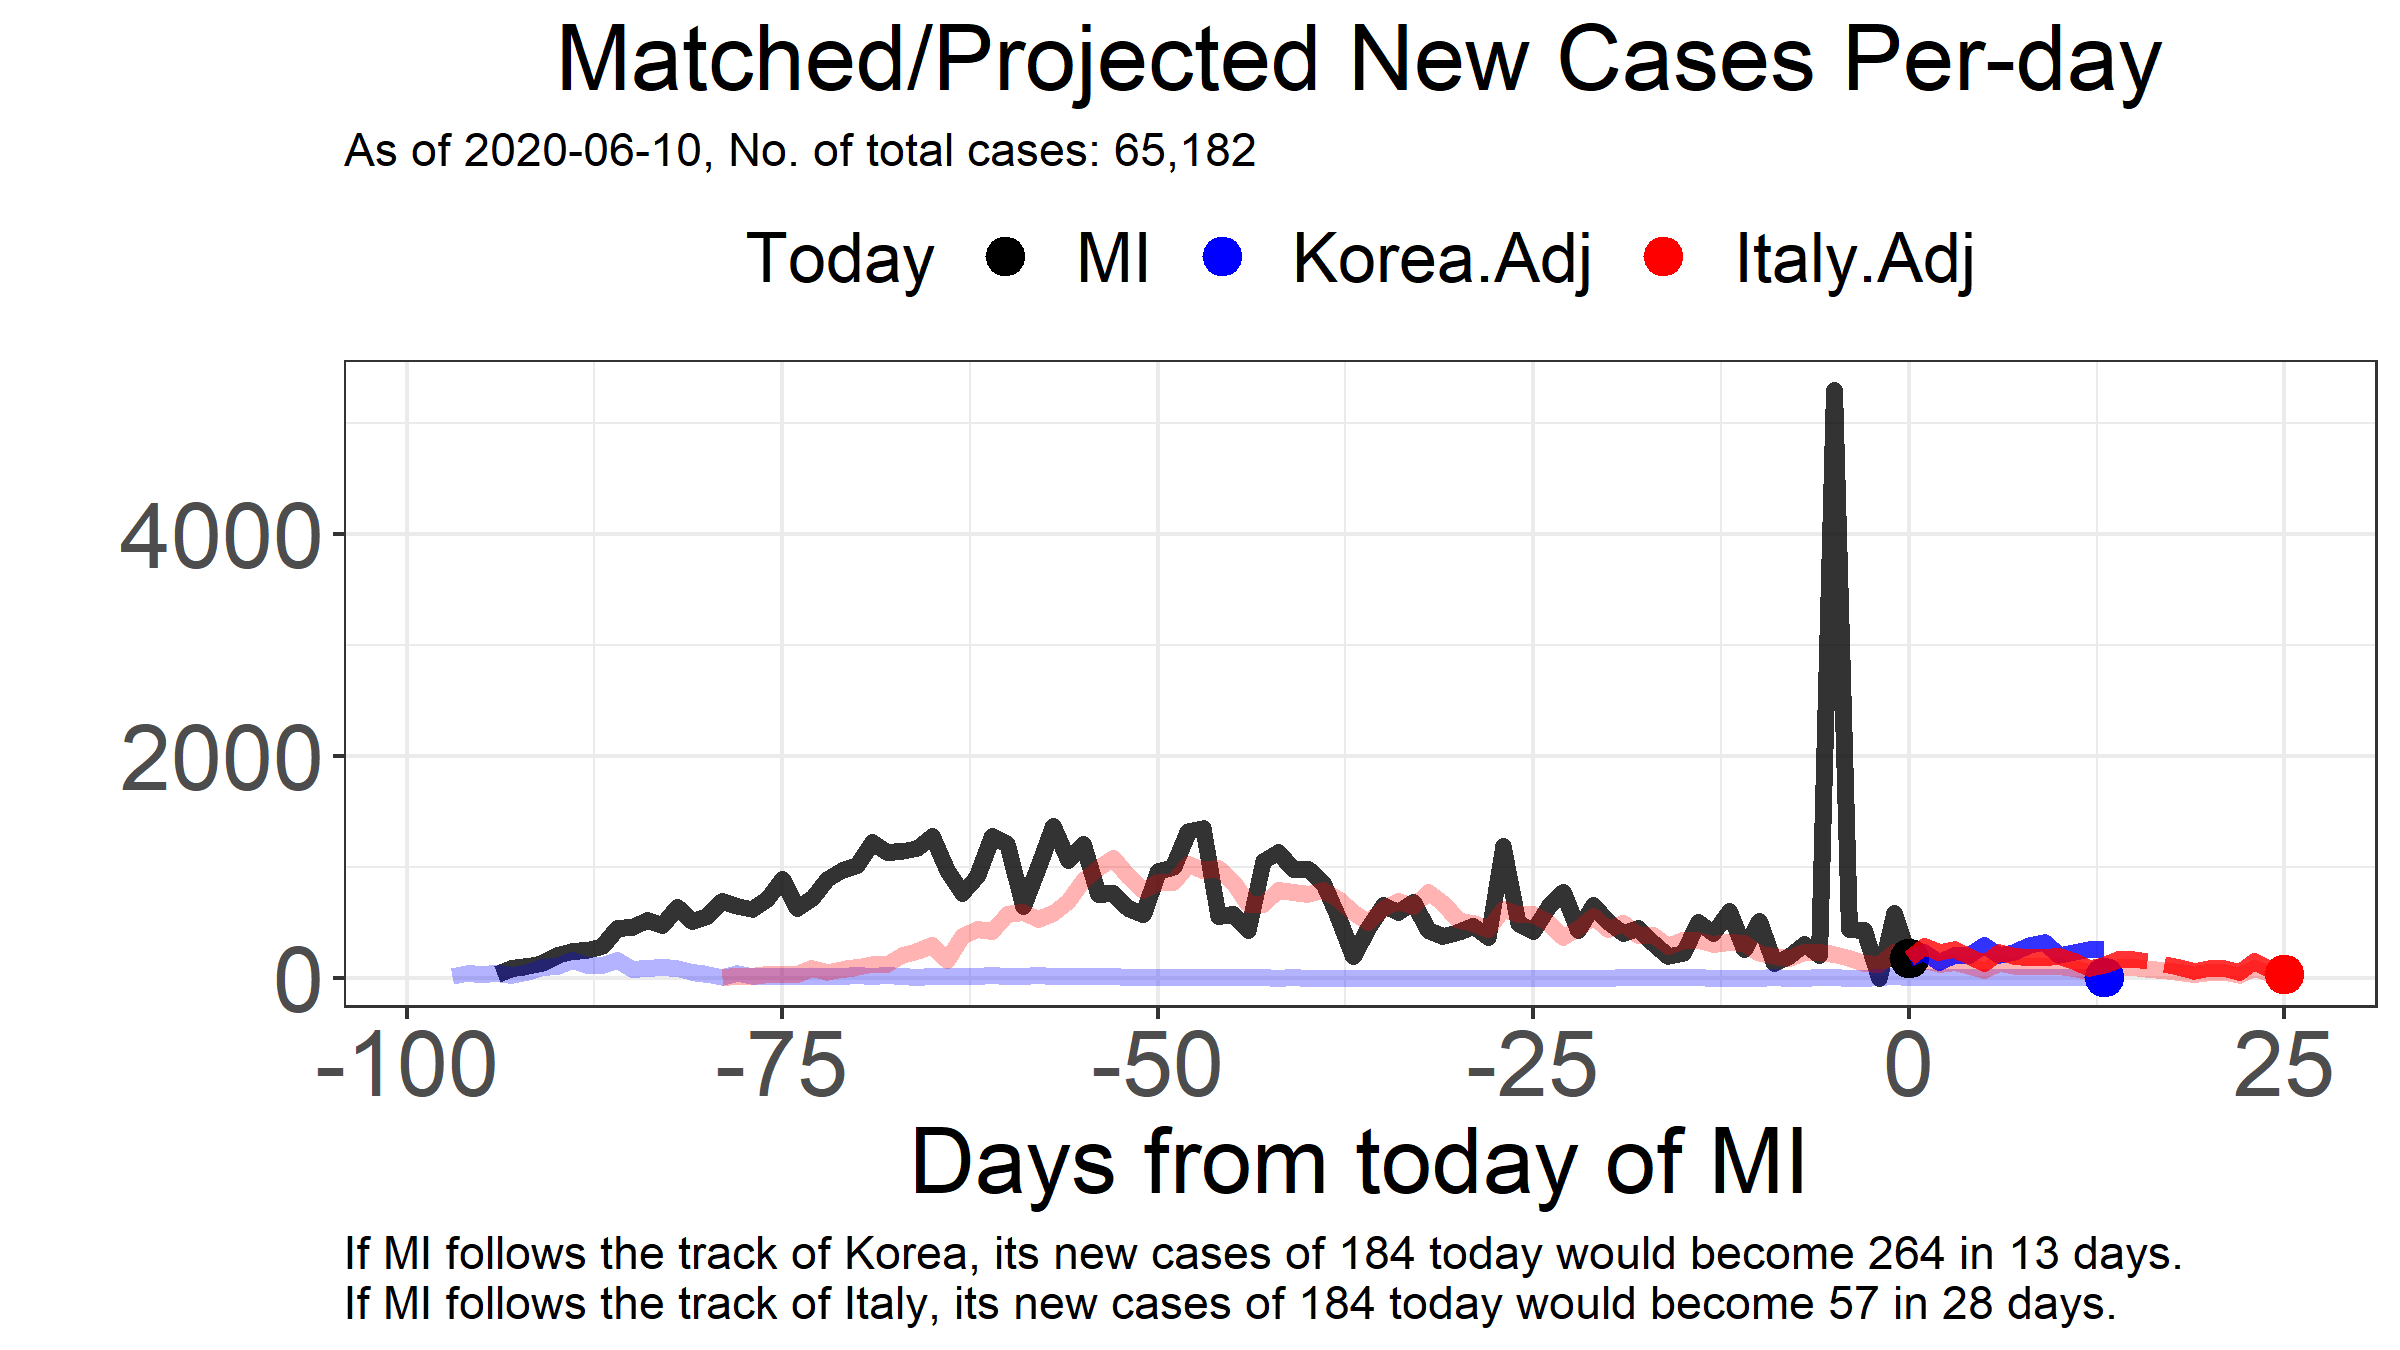 Matched/Projected New Cases Per-day
As of 2020-06-10, No. of total cases: 65,182
Today MI Korea.Adj Italy.Adj
4000
2000
0
-100 -75 -50 -25 0 25
Days from today of MI
If MI follows the track of Korea, its new cases of 184 today would become 264 in 13 days.
If MI follows the track of Italy, its new cases of 184 today would become 57 in 28 days.